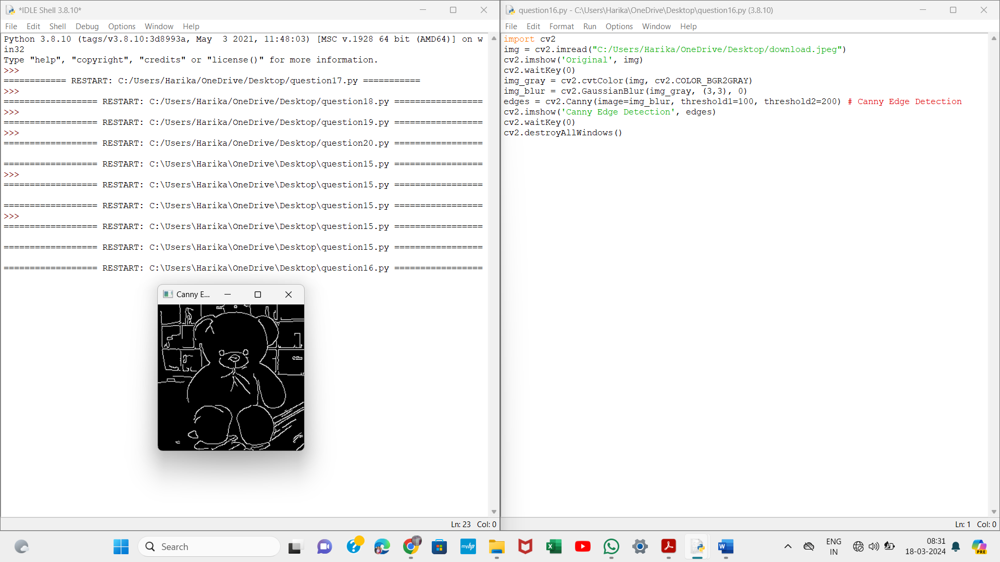 *IDLE Shell 3.8.10*
File Edit Shell Debug Options Window Help
Python 3.8.10 (tags/v3.8.10:3d8993a, May  3 2021, 11:48:03) [MSC v.1928 64 bit (AMD64)] on w
in32
Type "help", "copyright", "credits" or "license()" for more information.
>>>
============ RESTART: C:/Users/Harika/OneDrive/Desktop/question17.py ===========
>>>
================== RESTART: C:/Users/Harika/OneDrive/Desktop/question18.py =================
>>>
================== RESTART: C:/Users/Harika/OneDrive/Desktop/question19.py =================
>>>
================== RESTART: C:/Users/Harika/OneDrive/Desktop/question20.py =================
================== RESTART: C:\Users\Harika\OneDrive\Desktop\question15.py =================
>>>
================== RESTART: C:\Users\Harika\OneDrive\Desktop\question15.py =================
================== RESTART: C:\Users\Harika\OneDrive\Desktop\question15.py =================
>>>
================== RESTART: C:\Users\Harika\OneDrive\Desktop\question15.py =================
================== RESTART: C:\Users\Harika\OneDrive\Desktop\question15.py =================
================== RESTART: C:\Users\Harika\OneDrive\Desktop\question16.py =================
Canny E...
Ln: 23 Col: 0
question16.py - C:\Users\Harika\OneDrive\Desktop\question16.py (3.8.10)
File Edit Format Run Options Window Help
import cv2
img = cv2.imread("C:/Users/Harika/OneDrive/Desktop/download.jpeg")
cv2.imshow('Original', img)
cv2.waitKey(0)
img_gray = cv2.cvtColor(img, cv2.COLOR_BGR2GRAY)
img_blur = cv2.GaussianBlur(img_gray, (3,3), 0)
edges = cv2.Canny(image=img_blur, threshold1=100, threshold2=200) # Canny Edge Detection
cv2.imshow('Canny Edge Detection', edges)
cv2.waitKey(0)
cv2.destroyAllWindows()
Ln: 1 Col: 0
Search
myhp
ENG
IN
08:31
18-03-2024
PRE